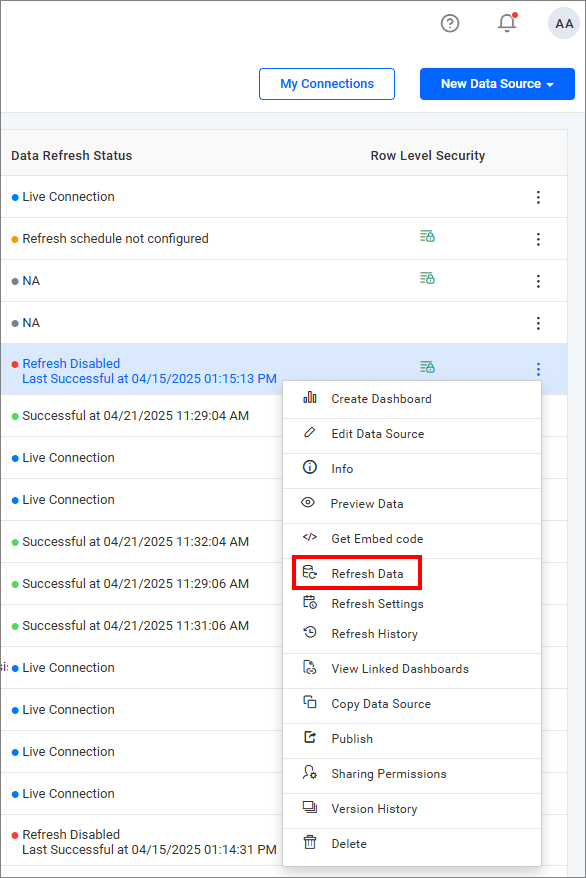 AA
My Connections
New Data Source
Data Refresh Status
Row Level Security
Live Connection
Refresh schedule not configured
NA
NA
Refresh Disabled
Last Successful at 04/15/2025 01:15:13 PM
Successful at 04/21/2025 11:29:04 AM
Live Connection
Live Connection
Successful at 04/21/2025 11:32:04 AM
Successful at 04/21/2025 11:29:06 AM
Successful at 04/21/2025 11:31:06 AM
Live Connection
Live Connection
Live Connection
Live Connection
Refresh Disabled
Last Successful at 04/15/2025 01:14:31 PM
Create Dashboard
Edit Data Source
Info
Preview Data
Get Embed code
Refresh Data
Refresh Settings
Refresh History
View Linked Dashboards
Copy Data Source
Publish
Sharing Permissions
Version History
Delete